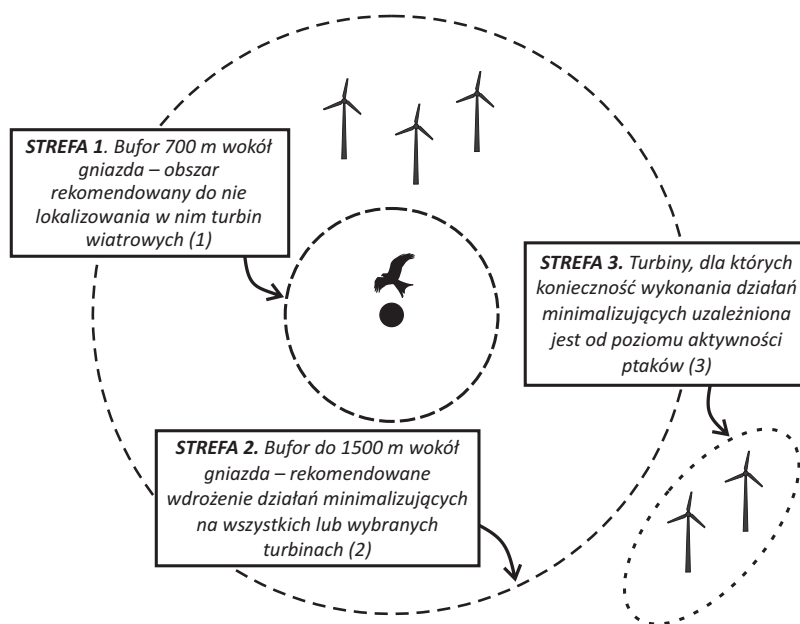 STREFA 1. Bufor 700 m wokół
gniazda – obszar
rekomendowany do nie
lokalizowania w nim turbin
wiatrowych (1)
STREFA 3. Turbiny, dla których
konieczność wykonania działań
minimalizujących uzależniona
jest od poziomu aktywności
ptaków (3)
STREFA 2. Bufor do 1500 m wokół
gniazda – rekomendowane
wdrożenie działań minimalizujących
na wszystkich lub wybranych
turbinach (2)